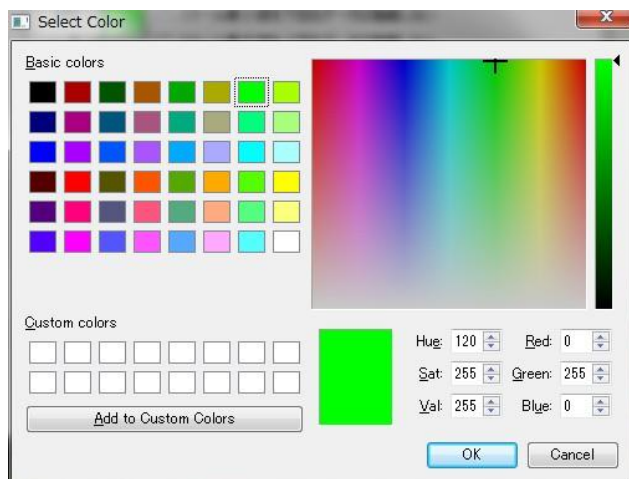 Select Color
Basic colors
Custom colors
Add to Custom Colors
Hue: 120 Red: 0
Sat: 255 Green: 255
Val: 255 Blue: 0
OK Cancel